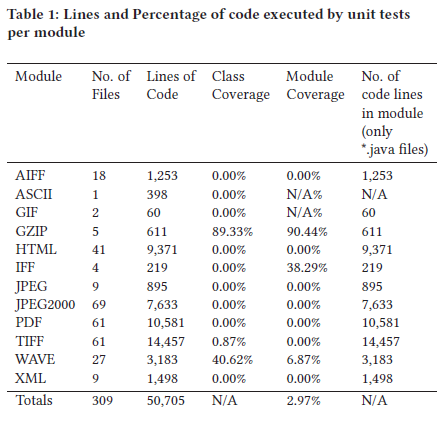 Table 1: Lines and Percentage of code executed by unit tests
per module
Module No. of Lines of Class Module No. of
Files Code Coverage Coverage code lines
in module
(only
*.java files)
AIFF 18 1,253 0.00% 0.00% 1,253
ASCII 1 398 0.00% N/A% N/A
GIF 2 60 0.00% N/A% 60
GZIP 5 611 89.33% 90.44% 611
HTML 41 9,371 0.00% 0.00% 9,371
IFF 4 219 0.00% 38.29% 219
JPEG 9 895 0.00% 0.00% 895
JPEG2000 69 7,633 0.00% 0.00% 7,633
PDF 61 10,581 0.00% 0.00% 10,581
TIFF 61 14,457 0.87% 0.00% 14,457
WAVE 27 3,183 40.62% 6.87% 3,183
XML 9 1,498 0.00% 0.00% 1,498
Totals 309 50,705 N/A 2.97% N/A